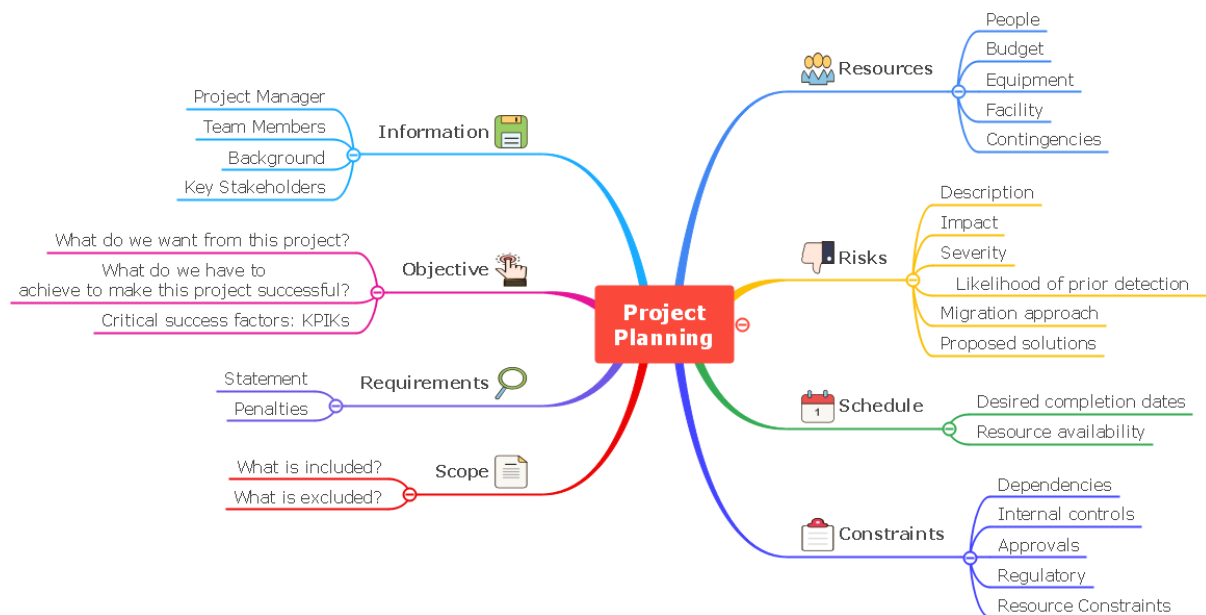 Project
Planning
Information
Project Manager
Team Members
Background
Key Stakeholders
Objective
What do we want from this project?
What do we have to
achieve to make this project successful?
Critical success factors: KPIKs
Requirements
Statement
Penalties
Scope
What is included?
What is excluded?
Resources
People
Budget
Equipment
Facility
Contingencies
Risks
Description
Impact
Severity
Likelihood of prior detection
Migration approach
Proposed solutions
1
Schedule
Desired completion dates
Resource availability
Constraints
Dependencies
Internal controls
Approvals
Regulatory
Resource Constraints